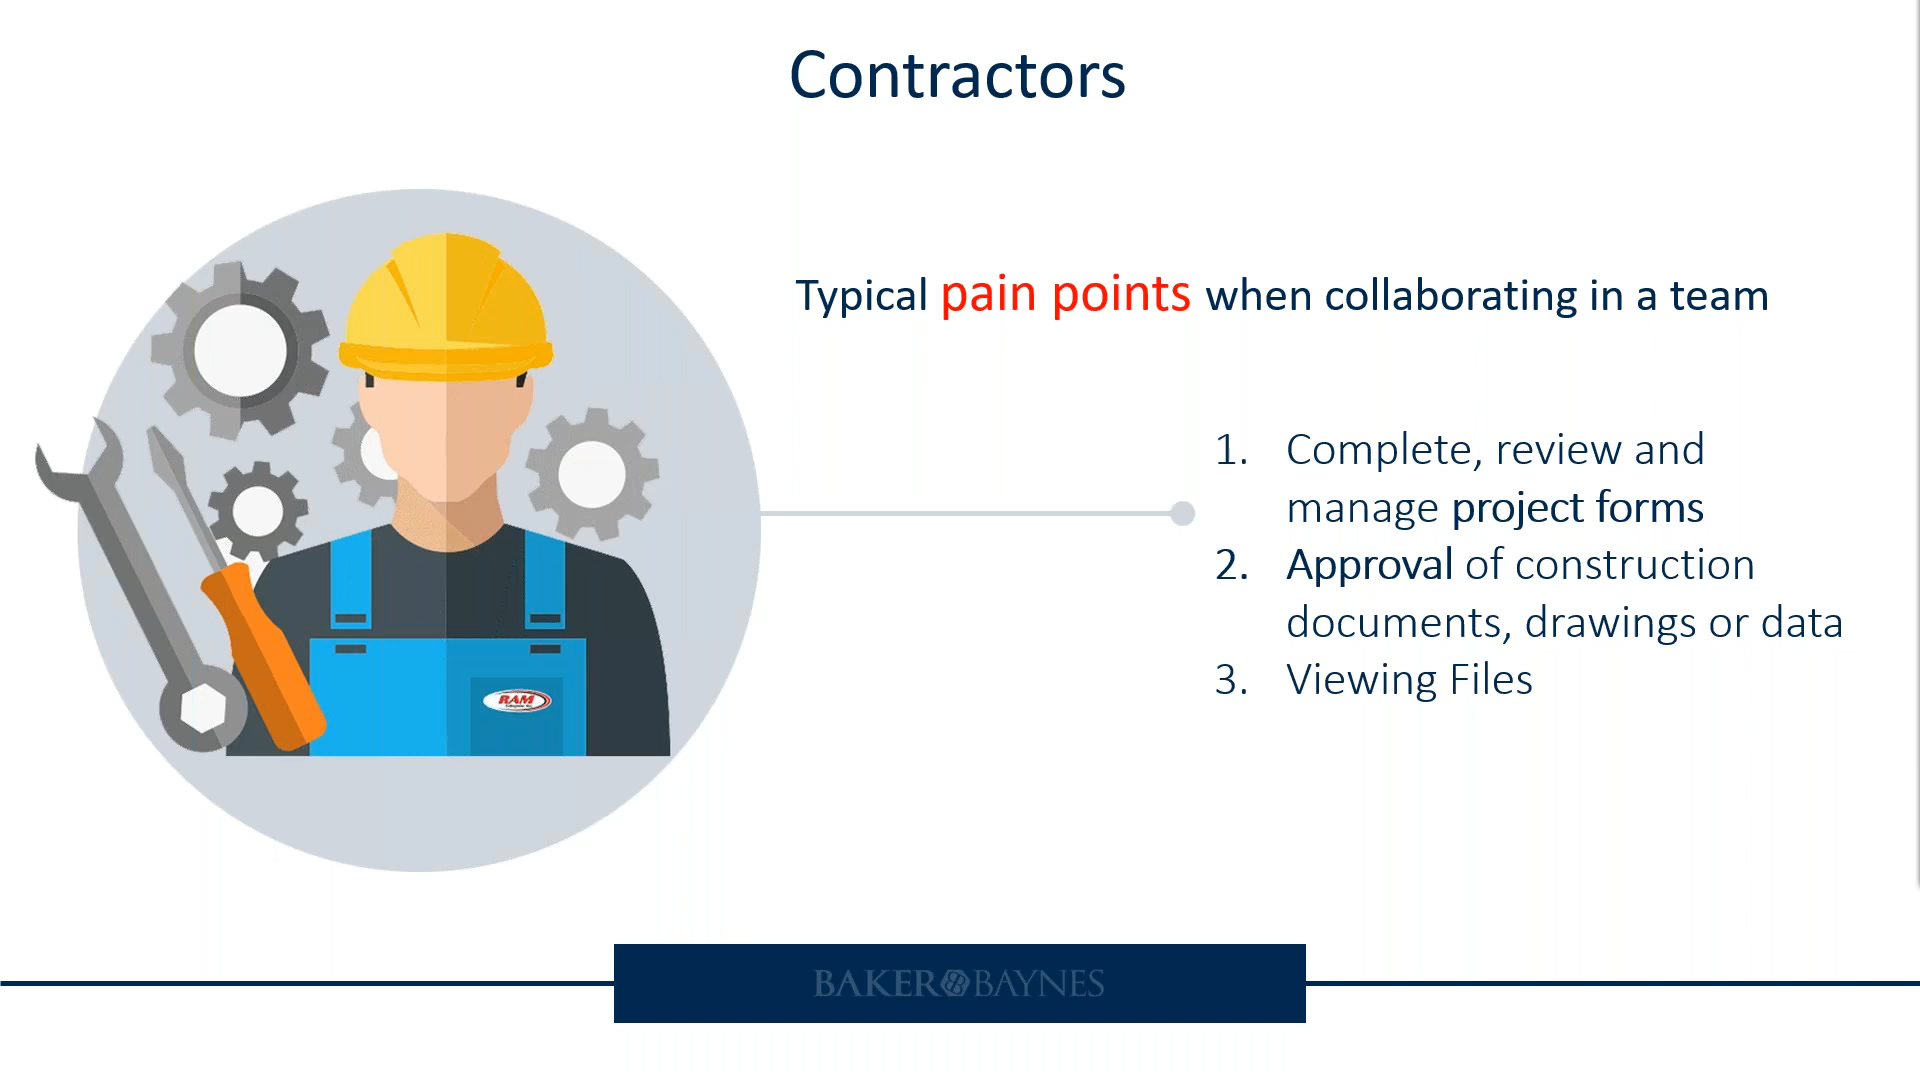 Contractors
Typical pain points when collaborating in a team
1. Complete, review and
manage project forms
2. Approval of construction
documents, drawings or data
3. Viewing Files
RAM
BAKER BAYNES